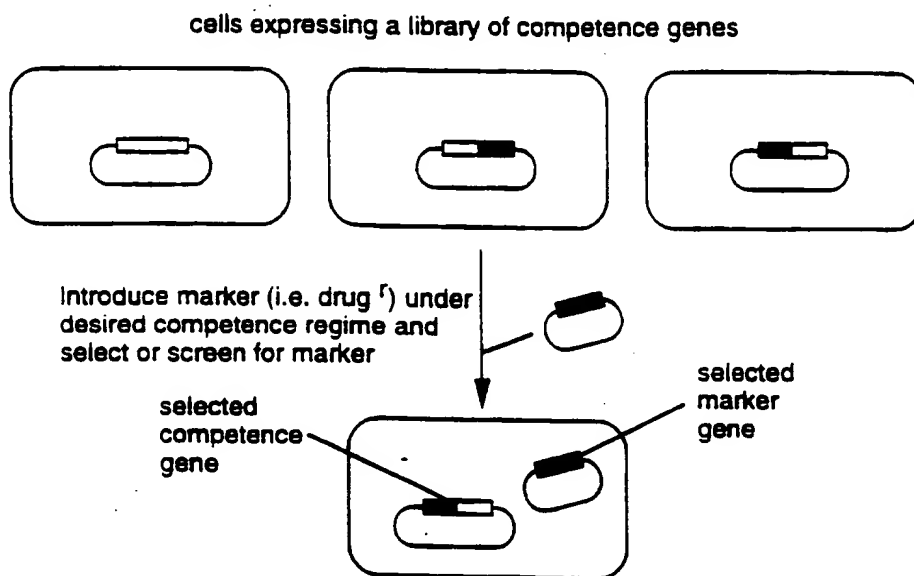 cells expressing a library of competence genes
Introduce marker (i.e. drug ʳ) under
desired competence regime and
select or screen for marker
selected
marker
gene
selected
competence
gene